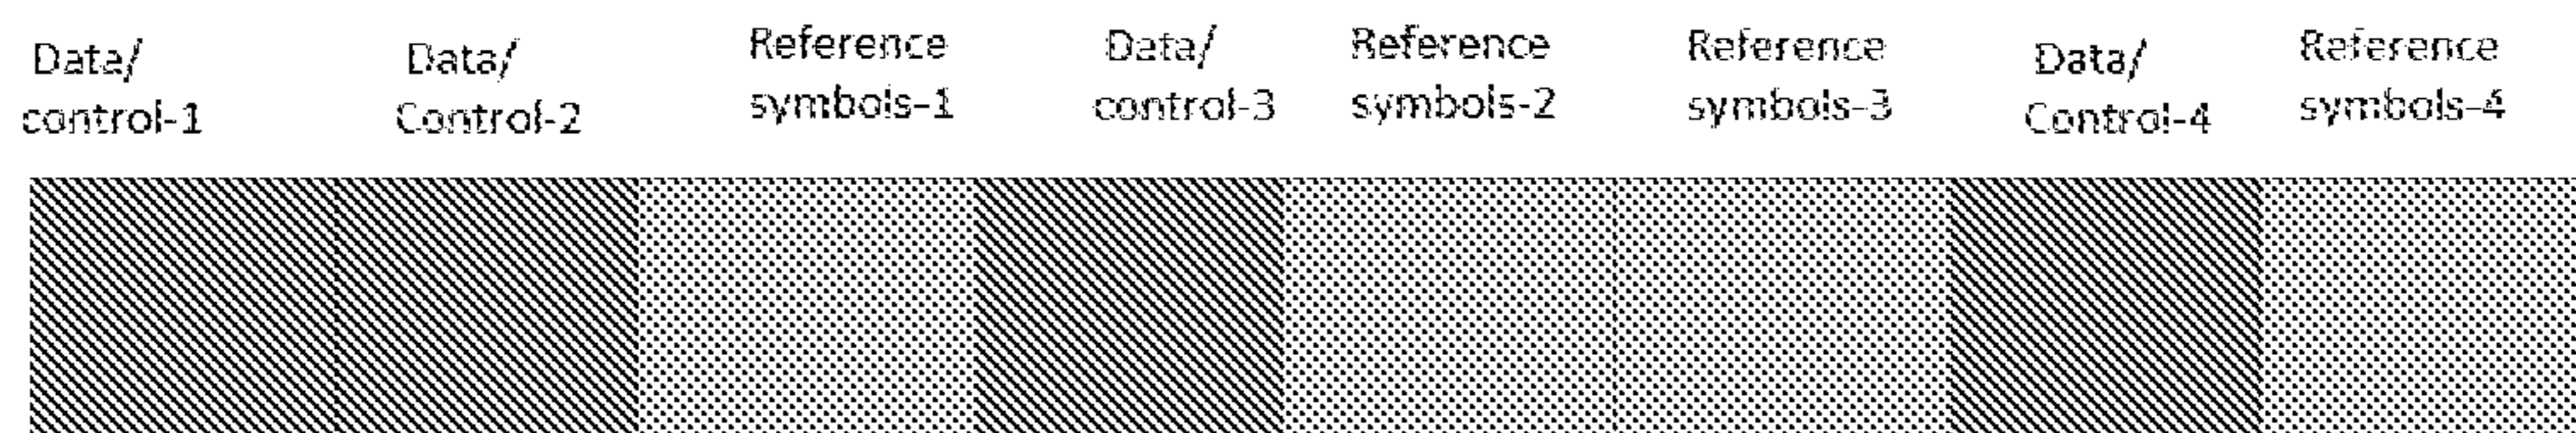 Data/
control-1
Data/
Control-2
Reference
symbols-1
Data/
control-3
Reference
symbols-2
Reference
symbols-3
Data/
Control-4
Reference
symbols-4